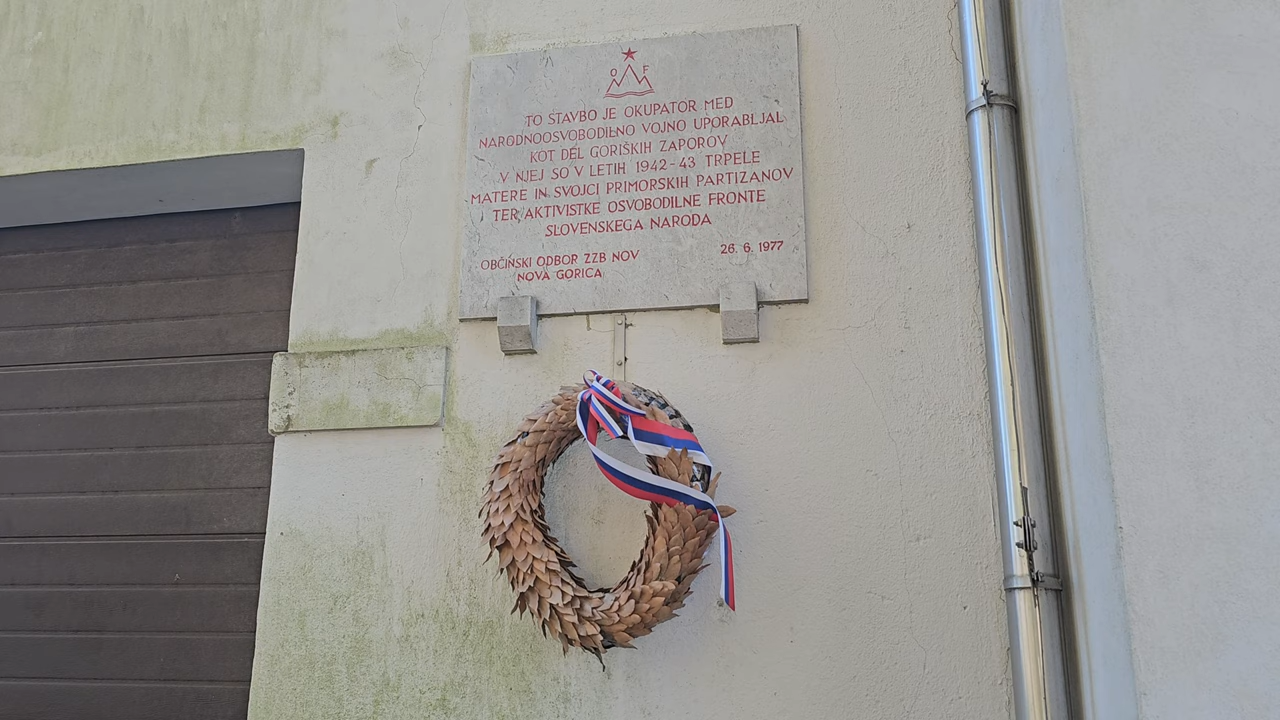 O F
TO STAVBO JE OKUPATOR MED
NARODNOOSVOBODILNO VOJNO UPORABLJAL
KOT DEL GORIŠKIH ZAPOROV
V NJEJ SO V LETIH 1942-43 TRPELE
MATERE IN SVOJCI PRIMORSKIH PARTIZANOV
TER AKTIVISTKE OSVOBODILNE FRONTE
SLOVENSKEGA NARODA
OBČINSKI ODBOR ZZB NOV 26. 6. 1977
NOVA GORICA